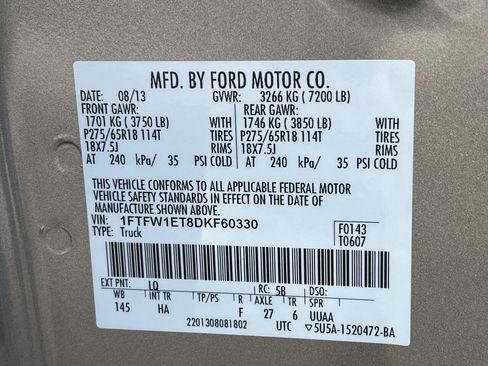 MFD. BY FORD MOTOR CO.
DATE: 08/13 GVWR: 3266 KG ( 7200 LB)
FRONT GAWR: REAR GAWR:
1701 KG ( 3750 LB) WITH 1746 KG ( 3850 LB) WITH
P275/65R18 114T TIRES P275/65R18 114T TIRES
18X7.5J RIMS 18X7.5J RIMS
AT 240 kPa/ 35 PSI COLD AT 240 kPa/ 35 PSI COLD
THIS VEHICLE CONFORMS TO ALL APPLICABLE FEDERAL MOTOR
VEHICLE SAFETY STANDARDS IN EFFECT ON THE DATE OF
MANUFACTURE SHOWN ABOVE.
VIN: 1FTFW1ET8DKF60330 F0143
TYPE: Truck T0607
EXT PNT: LQ RC: 58 DSO:
WB INT TR TP/PS R AXLE TR SPR
145 HA F 27 6 UUAA
2201308081802 UTC ▽5U5A-1520472-BA